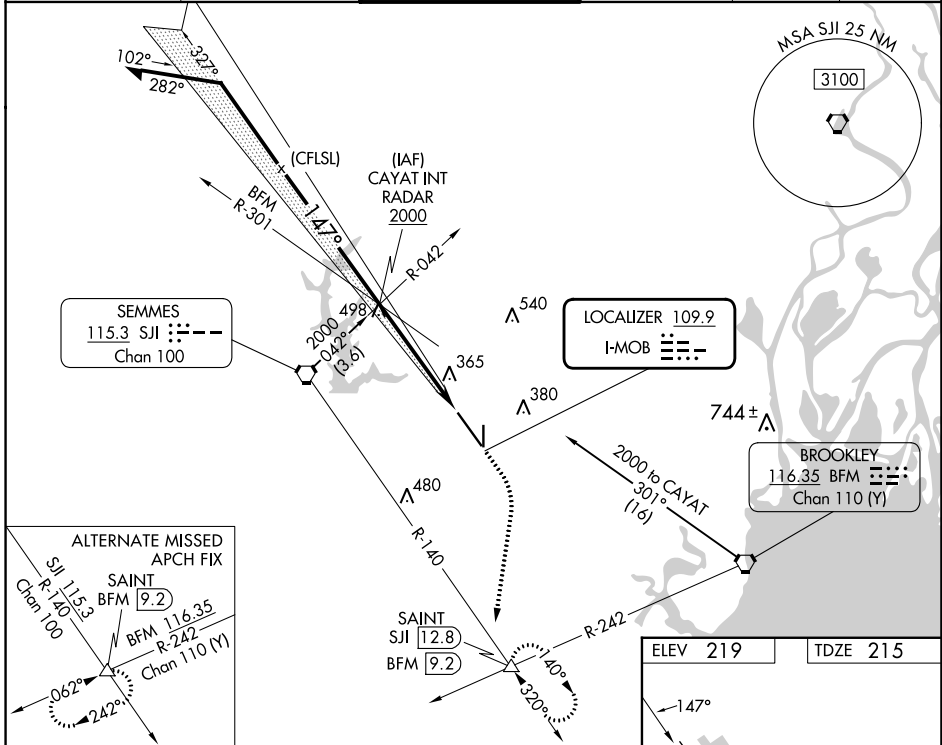 327°
102°
282°
MSA SJI 25 NM
3100
(CFLSL)
(IAF)
CAYAT INT
RADAR
2000
BFM
R-301
147°
R-042
SEMMES
115.3 SJI
Chan 100
498
2000
042°
(3.6)
540
LOCALIZER 109.9
I-MOB
365
380
744±
2000 to CAYAT
301°
(16)
BROOKLEY
116.35 BFM
Chan 110 (Y)
480
R-140
ALTERNATE MISSED
APCH FIX
SJI 115.3
R-140
Chan 100
SAINT
BFM 9.2
BFM 116.35
R-242
Chan 110 (Y)
062°
242°
SAINT
SJI 12.8
BFM 9.2
R-242
140°
320°
ELEV 219
TDZE 215
147°